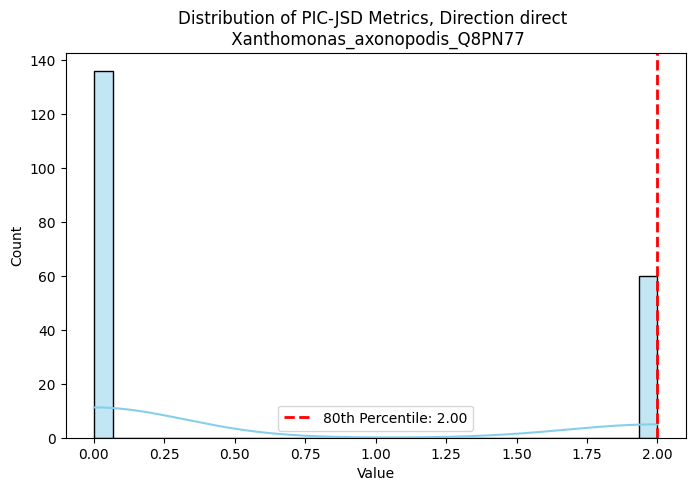 Distribution of PIC-JSD Metrics, Direction direct
Xanthomonas_axonopodis_Q8PN77
140
120
100
80
60
40
20
0
Count
80th Percentile: 2.00
0.00 0.25 0.50 0.75 1.00 1.25 1.50 1.75 2.00
Value